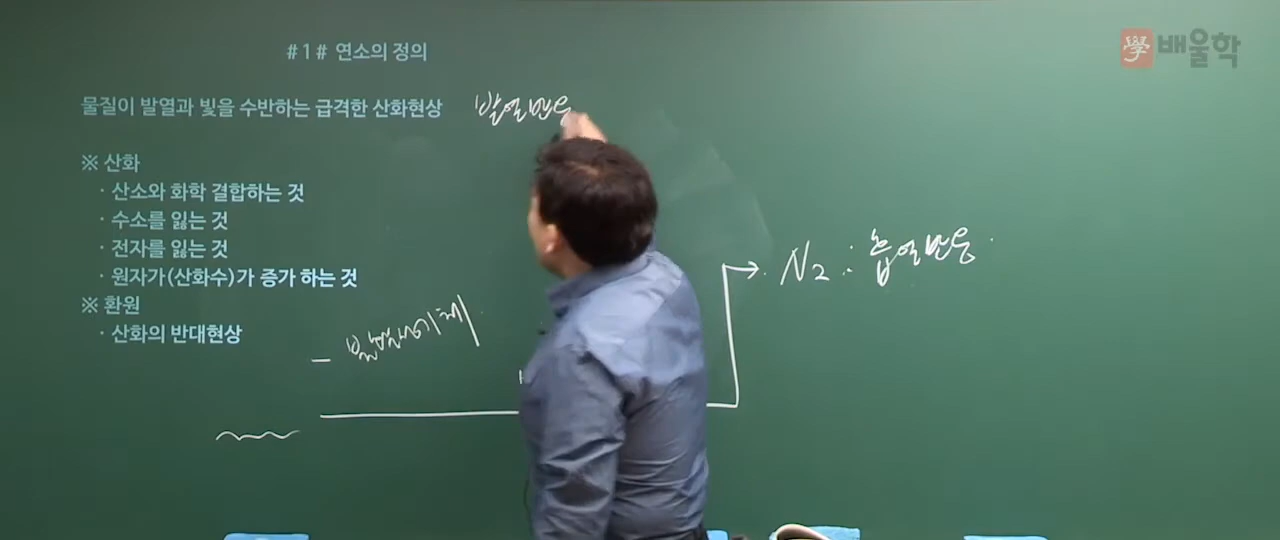 #1# 연소의 정의
學 배울학
물질이 발열과 빛을 수반하는 급격한 산화현상 발열반응
※ 산화
· 산소와 화학 결합하는 것
· 수소를 잃는 것
· 전자를 잃는 것
· 원자가(산화수)가 증가 하는 것
※ 환원
· 산화의 반대현상
N₂ ∴ 흡열반응